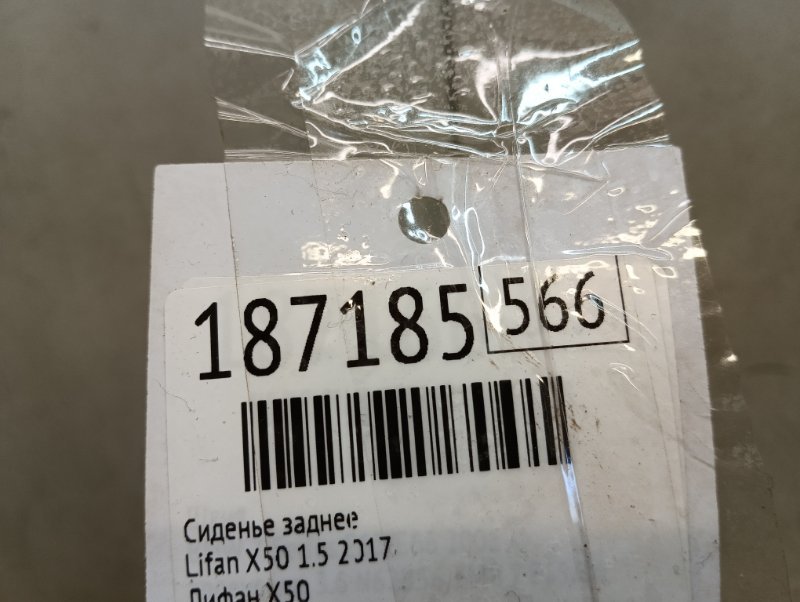 187185 566
Сиденье заднее
Lifan X50 1.5 2017
Лифан X50